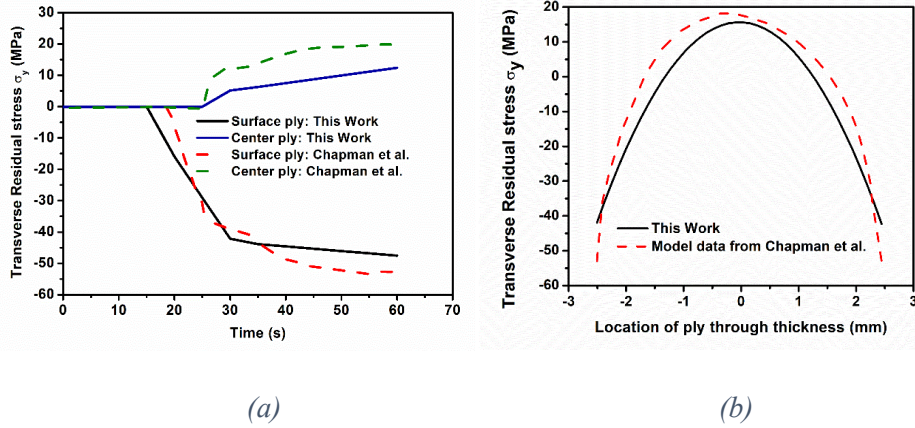 (a)
30
20
10
0
-10
-20
-30
-40
-50
-60
Transverse Residual stress σy (MPa)
Surface ply: This Work
Center ply: This Work
Surface ply: Chapman et al.
Center ply: Chapman et al.
0 10 20 30 40 50 60 70
Time (s)
(b)
20
10
0
-10
-20
-30
-40
-50
-60
Transverse Residual stress σy (MPa)
This Work
Model data from Chapman et al.
-3 -2 -1 0 1 2 3
Location of ply through thickness (mm)
(a)
(b)